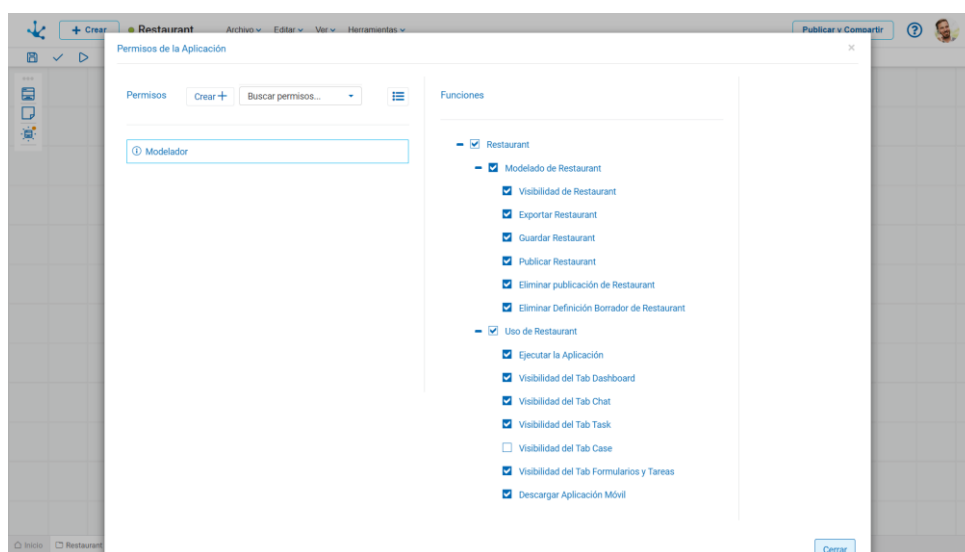 + Crear
Restaurant
Archivo
Editar
Ver
Herramientas
Publicar y Compartir
?
Permisos de la Aplicación
×
Permisos
Crear +
Buscar permisos...
Modelador
Funciones
Restaurant
Modelado de Restaurant
Visibilidad de Restaurant
Exportar Restaurant
Guardar Restaurant
Publicar Restaurant
Eliminar publicación de Restaurant
Eliminar Definición Borrador de Restaurant
Uso de Restaurant
Ejecutar la Aplicación
Visibilidad del Tab Dashboard
Visibilidad del Tab Chat
Visibilidad del Tab Task
Visibilidad del Tab Case
Visibilidad del Tab Formularios y Tareas
Descargar Aplicación Móvil
Inicio
Restaurant
Cerrar